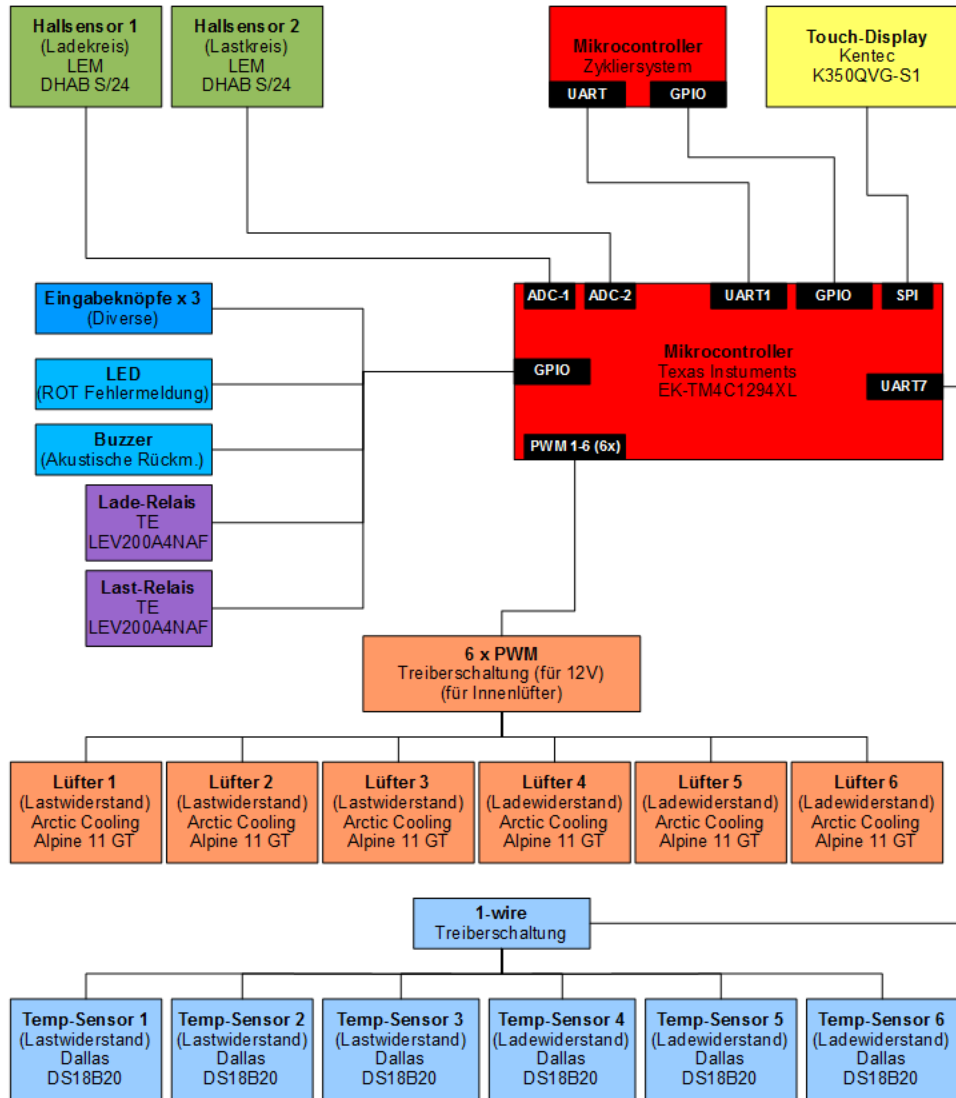 Hallsensor 1
(Ladekreis)
LEM
DHAB S/24
Hallsensor 2
(Lastkreis)
LEM
DHAB S/24
Mikrocontroller
Zykliersystem
UART
GPIO
Touch-Display
Kentec
K350QVG-S1
ADC-1
ADC-2
UART1
GPIO
SPI
Mikrocontroller
Texas Instuments
EK-TM4C1294XL
GPIO
UART7
PWM 1-6 (6x)
Eingabeknöpfe x 3
(Diverse)
LED
(ROT Fehlermeldung)
Buzzer
(Akustische Rückm.)
Lade-Relais
TE
LEV200A4NAF
Last-Relais
TE
LEV200A4NAF
6 x PWM
Treiberschaltung (für 12V)
(für Innenlüfter)
Lüfter 1
(Lastwiderstand)
Arctic Cooling
Alpine 11 GT
Lüfter 2
(Lastwiderstand)
Arctic Cooling
Alpine 11 GT
Lüfter 3
(Lastwiderstand)
Arctic Cooling
Alpine 11 GT
Lüfter 4
(Ladewiderstand)
Arctic Cooling
Alpine 11 GT
Lüfter 5
(Ladewiderstand)
Arctic Cooling
Alpine 11 GT
Lüfter 6
(Ladewiderstand)
Arctic Cooling
Alpine 11 GT
1-wire
Treiberschaltung
Temp-Sensor 1
(Lastwiderstand)
Dallas
DS18B20
Temp-Sensor 2
(Lastwiderstand)
Dallas
DS18B20
Temp-Sensor 3
(Lastwiderstand)
Dallas
DS18B20
Temp-Sensor 4
(Ladewiderstand)
Dallas
DS18B20
Temp-Sensor 5
(Ladewiderstand)
Dallas
DS18B20
Temp-Sensor 6
(Ladewiderstand)
Dallas
DS18B20